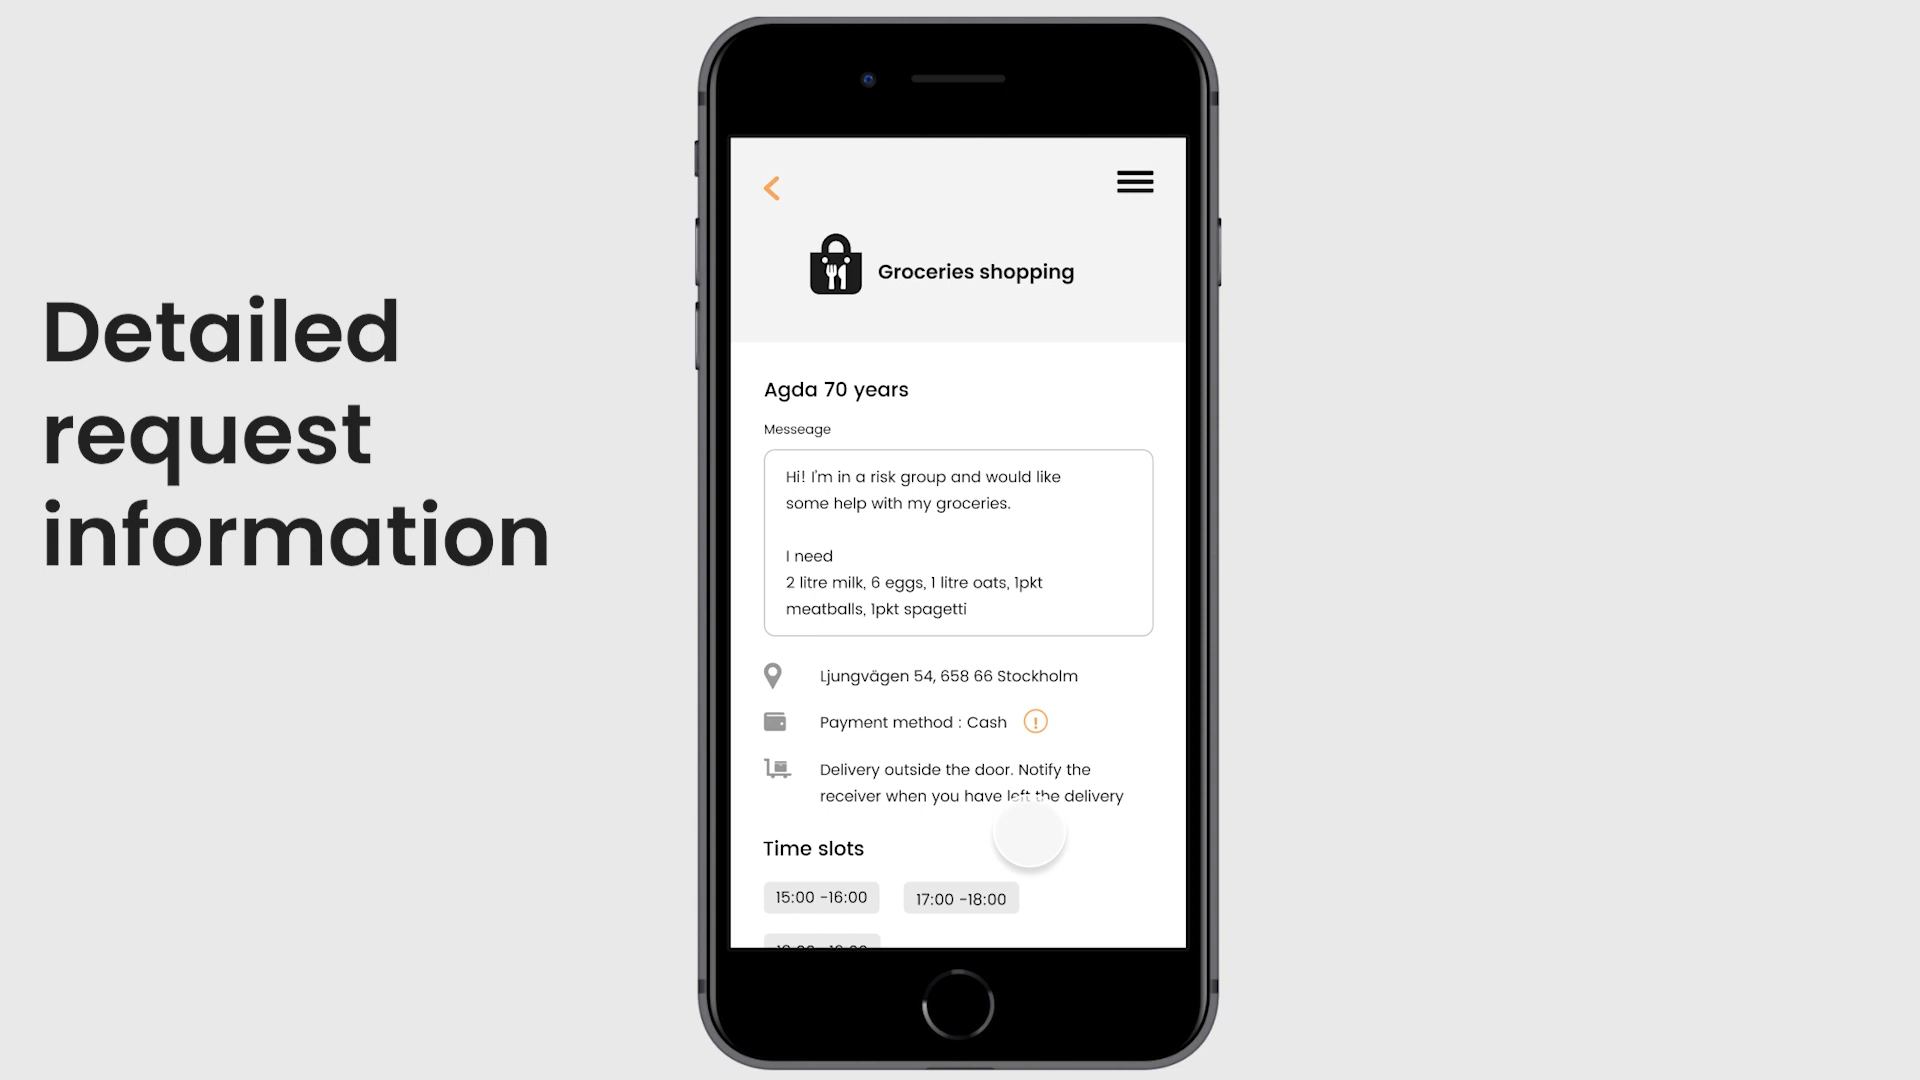 Detailed
request
information
Groceries shopping
Agda 70 years
Messeage
Hi! I'm in a risk group and would like
some help with my groceries.
I need
2 litre milk, 6 eggs, 1 litre oats, 1pkt
meatballs, 1pkt spagetti
Ljungvägen 54, 658 66 Stockholm
Payment method : Cash
Delivery outside the door. Notify the
receiver when you have left the delivery
Time slots
15:00 -16:00
17:00 -18:00